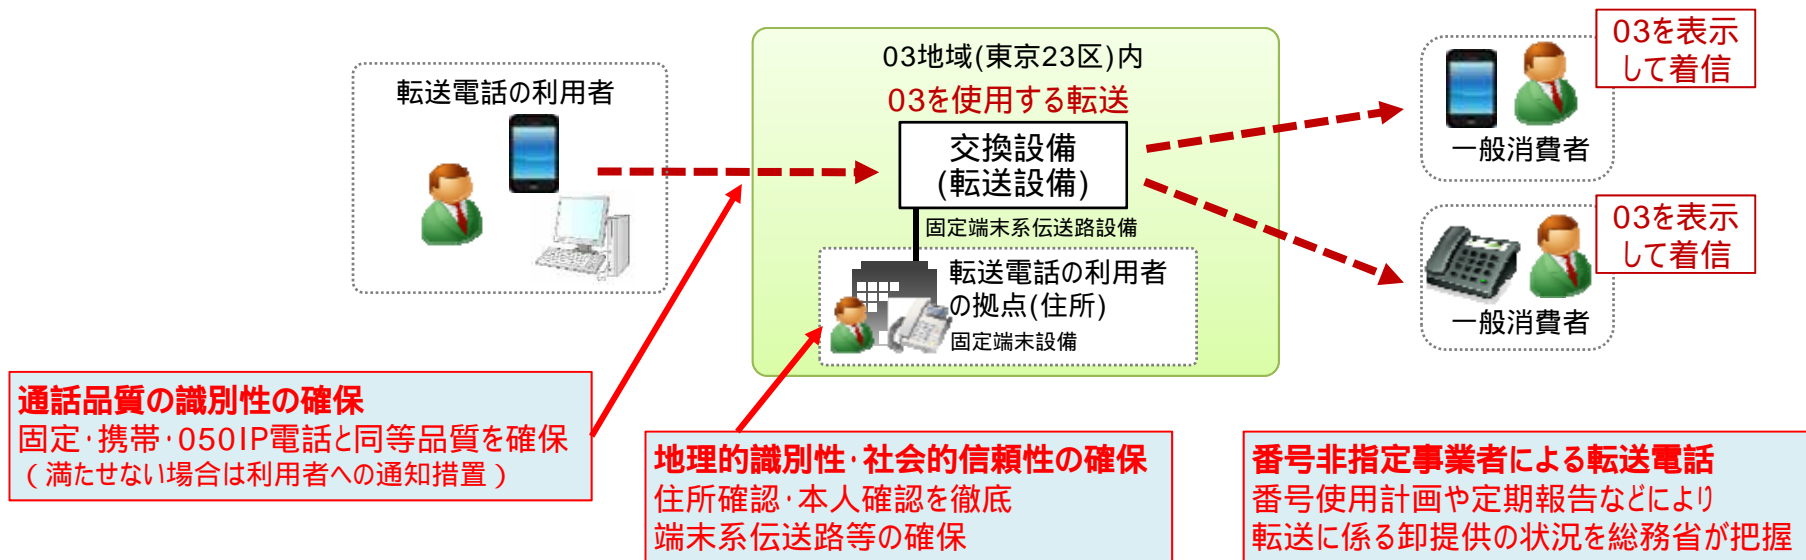 転送電話の利用者
03地域(東京23区)内
03を使用する転送
交換設備
(転送設備)
固定端末系伝送路設備
転送電話の利用者
の拠点(住所)
固定端末設備
03を表示
して着信
一般消費者
03を表示
して着信
一般消費者
通話品質の識別性の確保
固定・携帯・050IP電話と同等品質を確保
(満たせない場合は利用者への通知措置)
地理的識別性・社会的信頼性の確保
住所確認・本人確認を徹底
端末系伝送路等の確保
番号非指定事業者による転送電話
番号使用計画や定期報告などにより
転送に係る卸提供の状況を総務省が把握